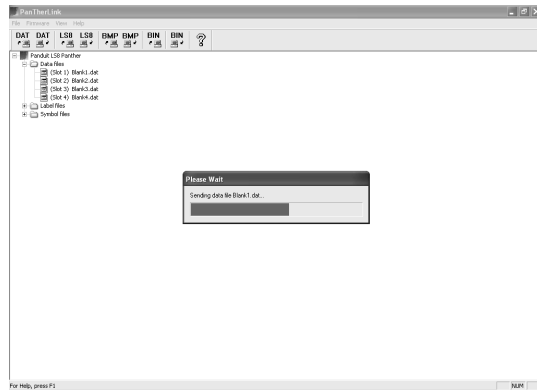 PanTherLink
File Firmware View Help
DAT DAT LS8 LS8 BMP BMP BIN BIN
Panduit LS8 Panther
Data files
(Slot 1) Blank1.dat
(Slot 2) Blank2.dat
(Slot 3) Blank3.dat
(Slot 4) Blank4.dat
Label files
Symbol files
Please Wait
Sending data file Blank1.dat...
For Help, press F1
NUM